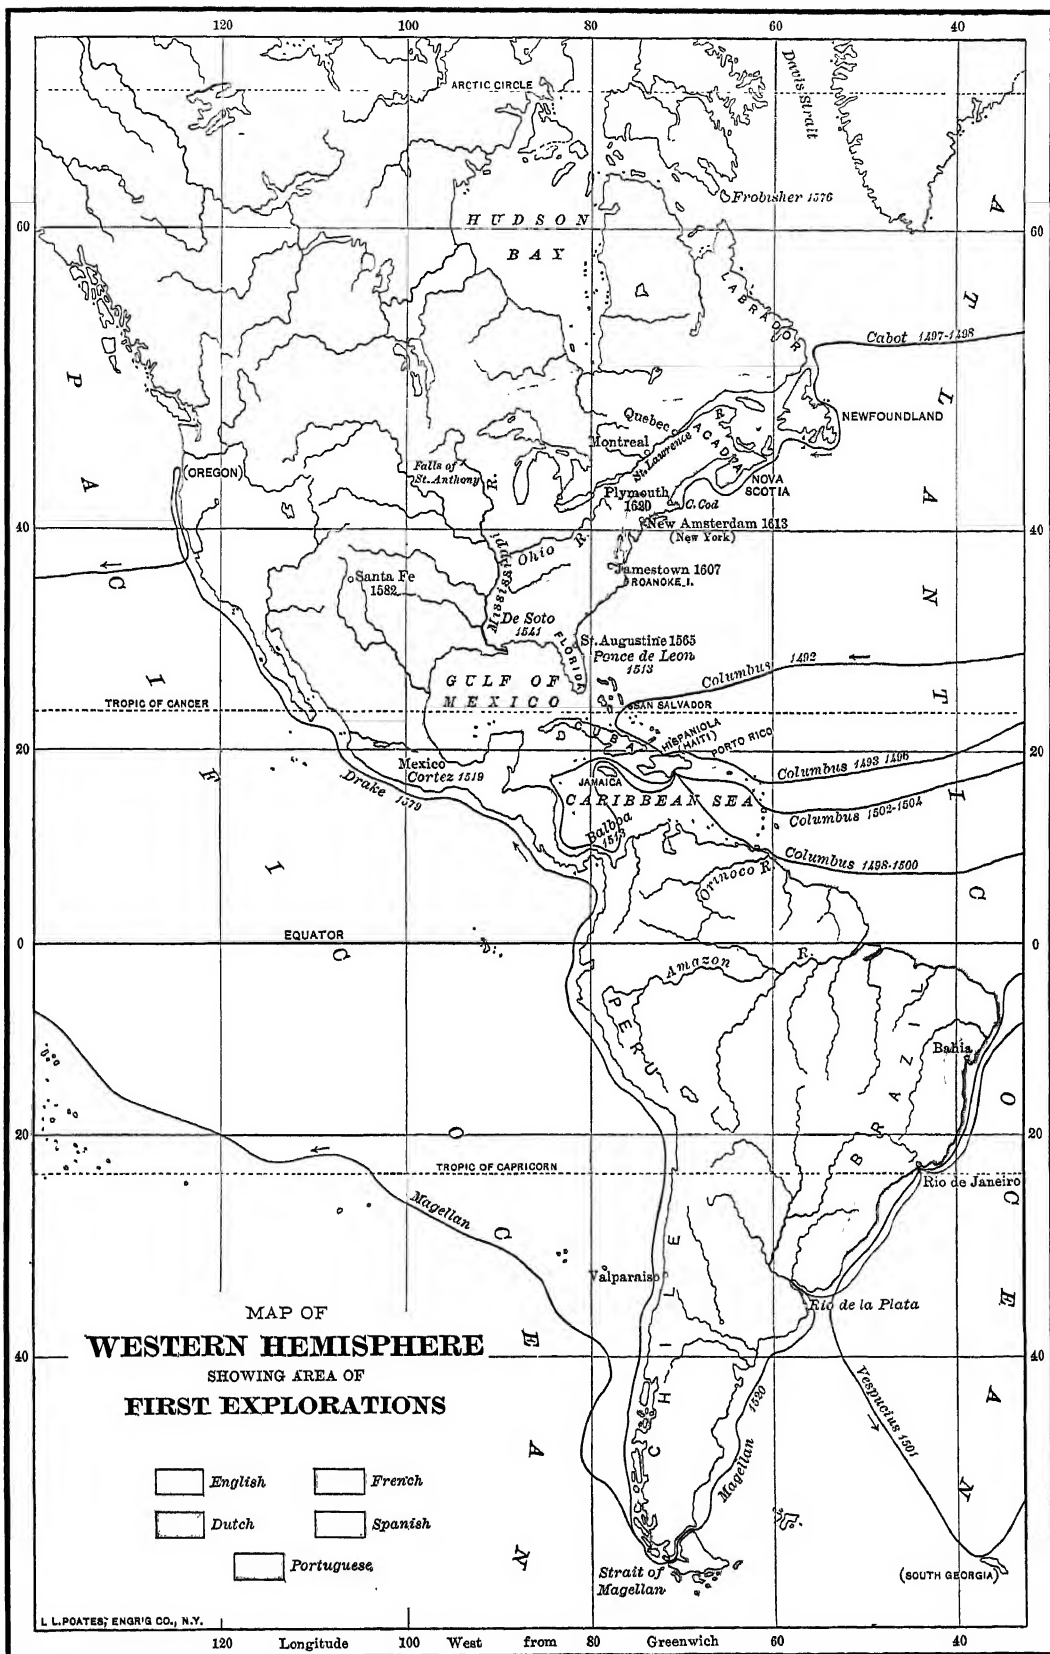 120 100 80 60 40
ARCTIC CIRCLE
Davis Strait
Frobisher 1576
60
HUDSON
BAY
60
LABRADOR
Cabot 1497-1498
NEWFOUNDLAND
Quebec
Montreal
St. Lawrence R.
ACADIA
NOVA
SCOTIA
(OREGON)
Falls of
St. Anthony
Plymouth
1620
C. Cod
40
New Amsterdam 1613
(New York)
40
Mississippi R.
Ohio R.
Jamestown 1607
ROANOKE I.
Santa Fe
1582
De Soto
1541
FLORIDA
St. Augustine 1565
Ponce de Leon
1513
Columbus 1492
GULF OF
MEXICO
TROPIC OF CANCER
SAN SALVADOR
CUBA
HISPANIOLA
(HAITI)
PORTO RICO
20
20
Mexico
Cortez 1519
Drake 1579
JAMAICA
CARIBBEAN SEA
Columbus 1493 1496
Columbus 1502-1504
Balboa
1513
Columbus 1498-1500
Orinoco R.
0
EQUATOR
0
Amazon R.
PERU
BRAZIL
Bahia
20
20
TROPIC OF CAPRICORN
Rio de Janeiro
Magellan
Valparaiso
CHILE
Rio de la Plata
40
40
Magellan 1520
Vespucius 1501
Strait of
Magellan
(SOUTH GEORGIA)
PACIFIC OCEAN
ATLANTIC OCEAN
MAP OF
WESTERN HEMISPHERE
SHOWING AREA OF
FIRST EXPLORATIONS
English French
Dutch Spanish
Portuguese
L L.POATES, ENGR'G CO., N.Y.
120 Longitude 100 West from 80 Greenwich 60 40